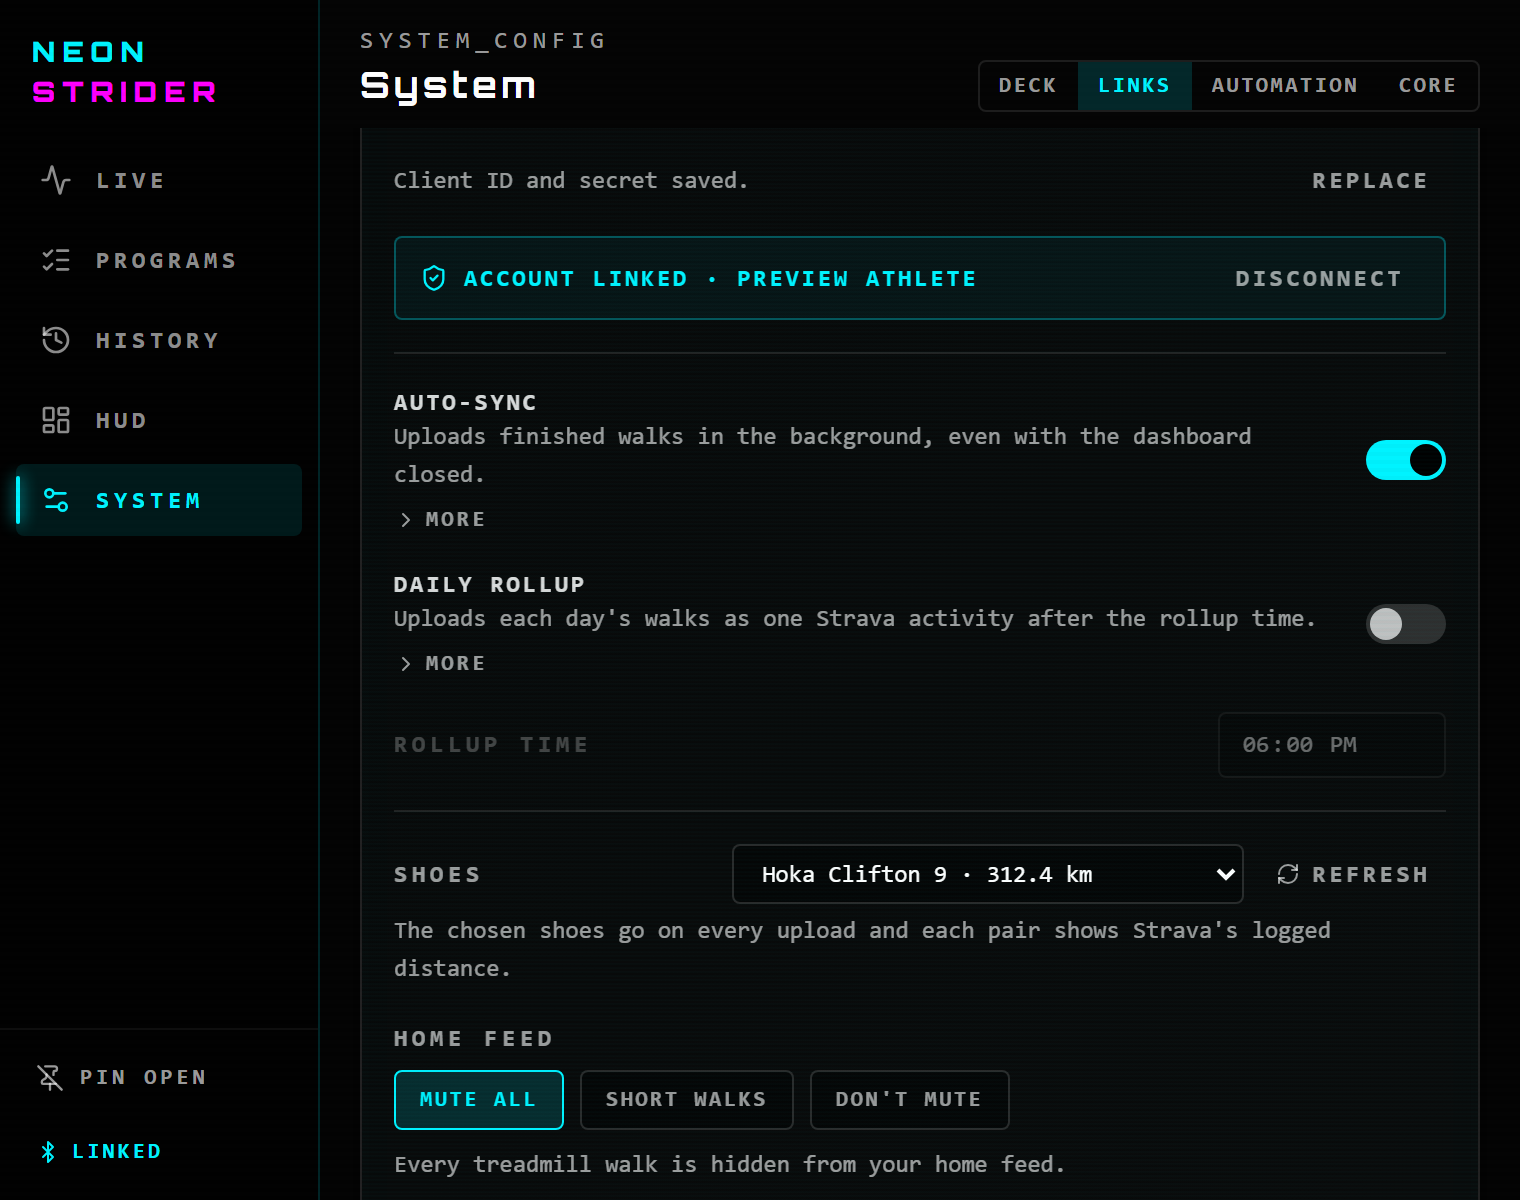 NEON
STRIDER
LIVE
PROGRAMS
HISTORY
HUD
SYSTEM
PIN OPEN
LINKED
SYSTEM_CONFIG
System
DECK LINKS AUTOMATION CORE
Client ID and secret saved. REPLACE
ACCOUNT LINKED · PREVIEW ATHLETE DISCONNECT
AUTO-SYNC
Uploads finished walks in the background, even with the dashboard
closed.
MORE
DAILY ROLLUP
Uploads each day's walks as one Strava activity after the rollup time.
MORE
ROLLUP TIME 06:00 PM
SHOES Hoka Clifton 9 · 312.4 km REFRESH
The chosen shoes go on every upload and each pair shows Strava's logged
distance.
HOME FEED
MUTE ALL SHORT WALKS DON'T MUTE
Every treadmill walk is hidden from your home feed.